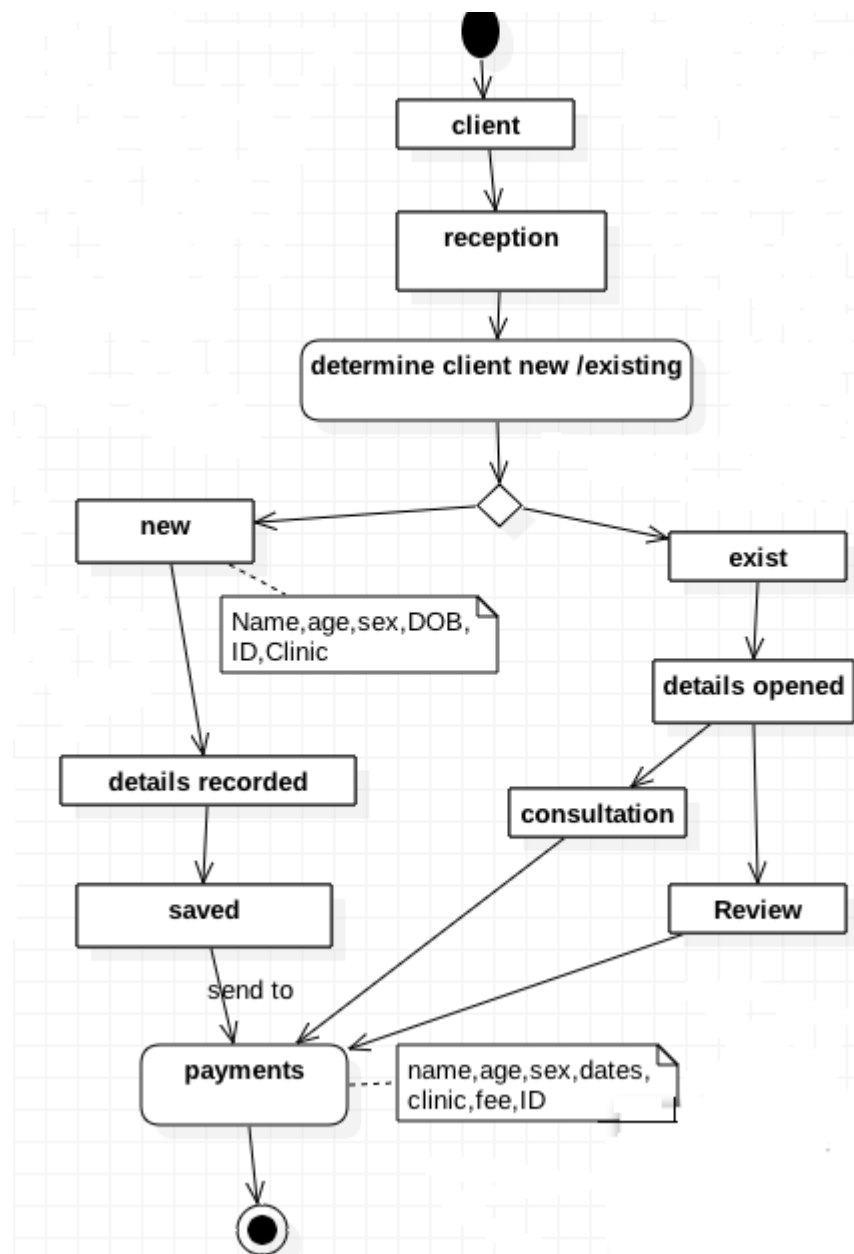 client
reception
determine client new /existing
new
exist
Name,age,sex,DOB,
ID,Clinic
details opened
details recorded
consultation
saved
Review
send to
payments
name,age,sex,dates,
clinic,fee,ID